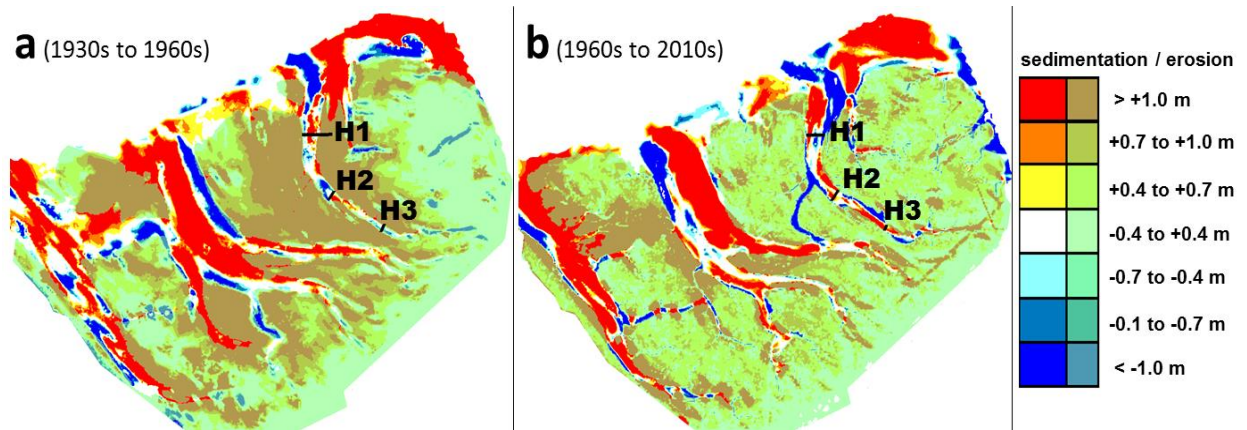 a (1930s to 1960s)
b (1960s to 2010s)
H1
H2
H3
H1
H2
H3
sedimentation / erosion
> +1.0 m
+0.7 to +1.0 m
+0.4 to +0.7 m
-0.4 to +0.4 m
-0.7 to -0.4 m
-0.1 to -0.7 m
< -1.0 m